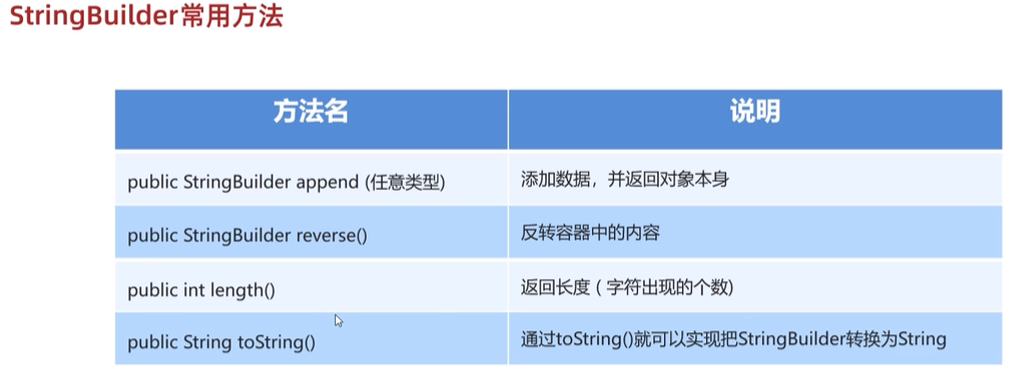 StringBuilder常用方法
方法名 说明
public StringBuilder append (任意类型) 添加数据，并返回对象本身
public StringBuilder reverse() 反转容器中的内容
public int length() 返回长度 ( 字符出现的个数)
public String toString() 通过toString()就可以实现把StringBuilder转换为String